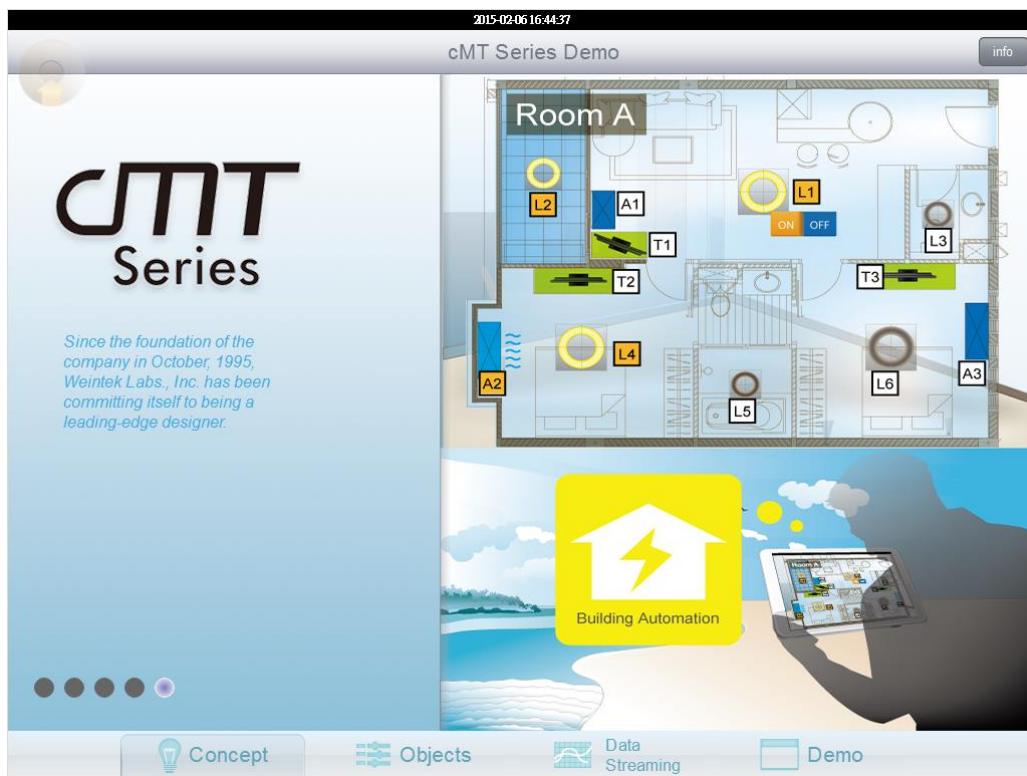 2015-02-06 16:44:37
cMT Series Demo
info
cMT
Series
Since the foundation of the
company in October, 1995,
Weintek Labs., Inc. has been
committing itself to being a
leading-edge designer.
Room A
L2
A1
T1
L1
ON OFF
L3
T2
T3
A2
L4
L5
L6
A3
Building Automation
Room A
Concept
Objects
Data
Streaming
Demo